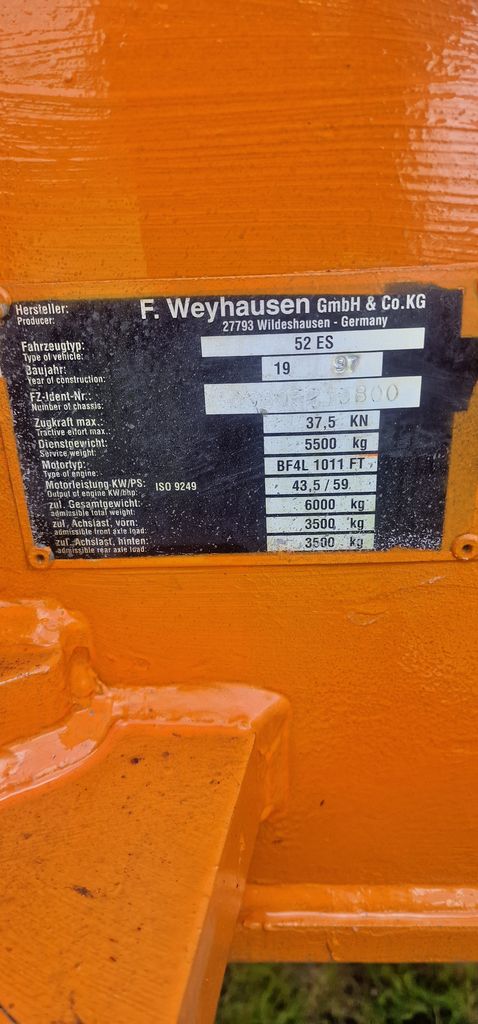 Hersteller: F. Weyhausen GmbH & Co.KG
Producer: 27793 Wildeshausen - Germany
Fahrzeugtyp: 52 ES
Type of vehicle:
Baujahr: 19 97
Year of construction:
FZ-Ident-Nr.:
Number of chassis:
Zugkraft max.: 37,5 KN
Tractive effort max.:
Dienstgewicht: 5500 kg
Service weight:
Motortyp: BF4L 1011 FT
Type of engine:
Motorleistung KW/PS: ISO 9249 43,5 / 59
Output of engine KW/bhp:
zul. Gesamtgewicht: 6000 kg
admissible total weight:
zul. Achslast, vorn: 3500 kg
admissible front axle load:
zul. Achslast, hinten: 3500 kg
admissible rear axle load: